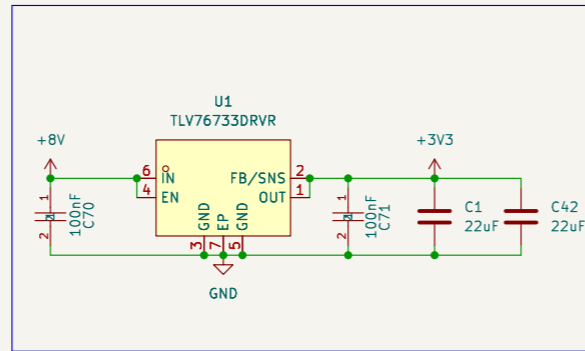 U1
TLV76733DRVR
+8V
+3V3
6 IN
4 EN
FB/SNS 2
OUT 1
GND
EP
GND
3
7
5
1
2
100nF
C70
1
2
100nF
C71
C1
22uF
C42
22uF
GND